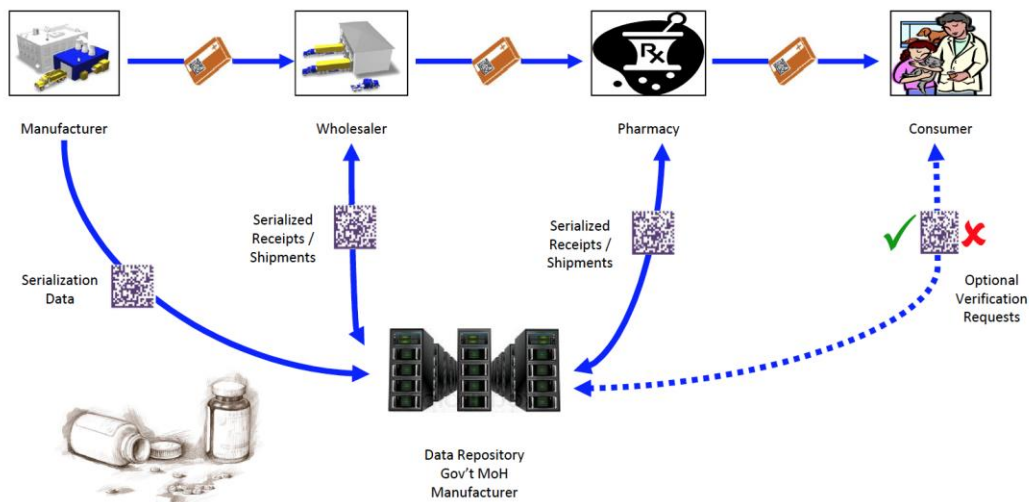 Rx
Manufacturer
Wholesaler
Pharmacy
Consumer
Serialized
Receipts /
Shipments
Serialized
Receipts /
Shipments
Serialization
Data
Optional
Verification
Requests
Data Repository
Gov't MoH
Manufacturer